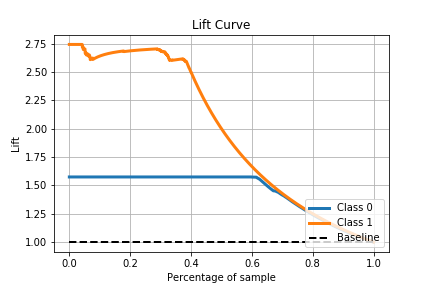 Lift Curve
2.75
2.50
2.25
2.00
1.75
1.50
1.25
1.00
Lift
Class 0
Class 1
Baseline
0.0 0.2 0.4 0.6 0.8 1.0
Percentage of sample